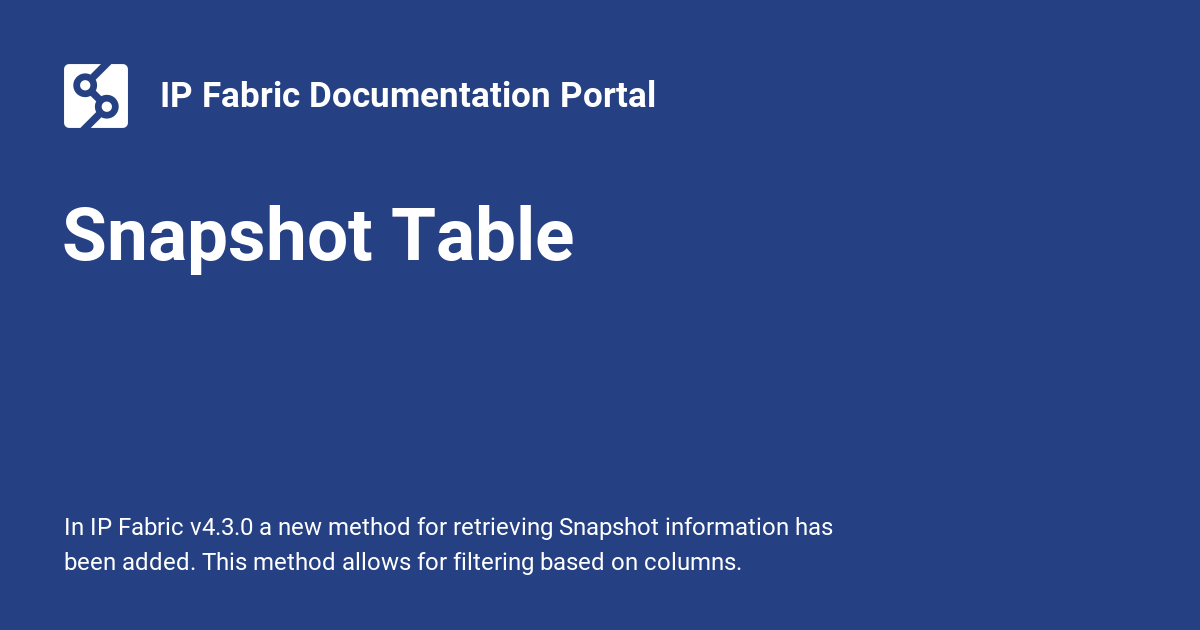 IP Fabric Documentation Portal
Snapshot Table
In IP Fabric v4.3.0 a new method for retrieving Snapshot information has
been added. This method allows for filtering based on columns.